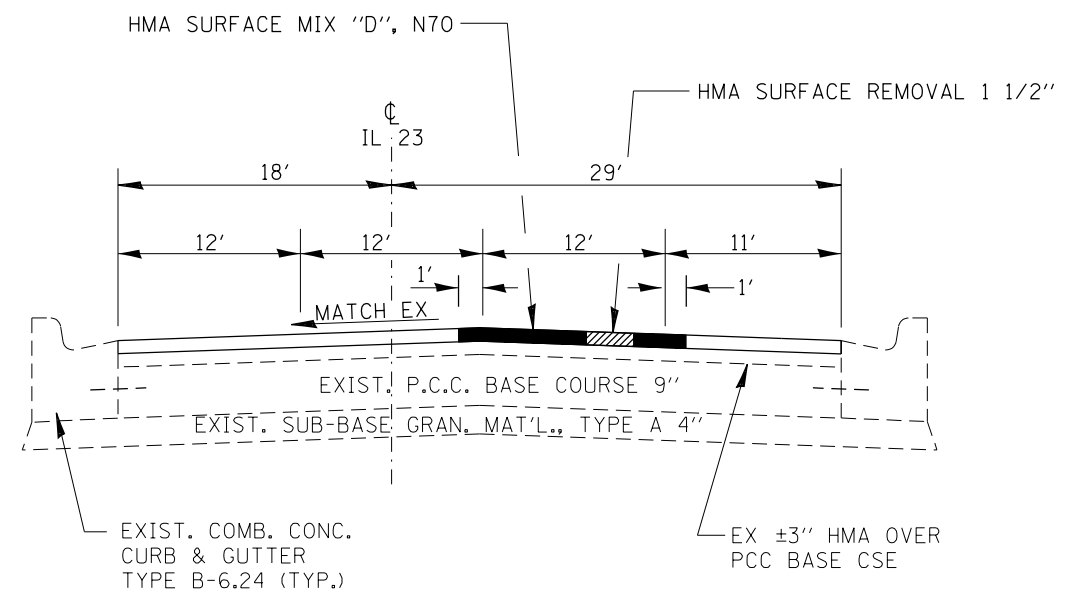 HMA SURFACE MIX "D", N70
HMA SURFACE REMOVAL 1 1/2"
℄
IL 23
18' 29'
12' 12' 12' 11'
1' 1'
MATCH EX
EXIST. P.C.C. BASE COURSE 9"
EXIST. SUB-BASE GRAN. MAT'L., TYPE A 4"
EXIST. COMB. CONC.
CURB & GUTTER
TYPE B-6.24 (TYP.)
EX ±3" HMA OVER
PCC BASE CSE